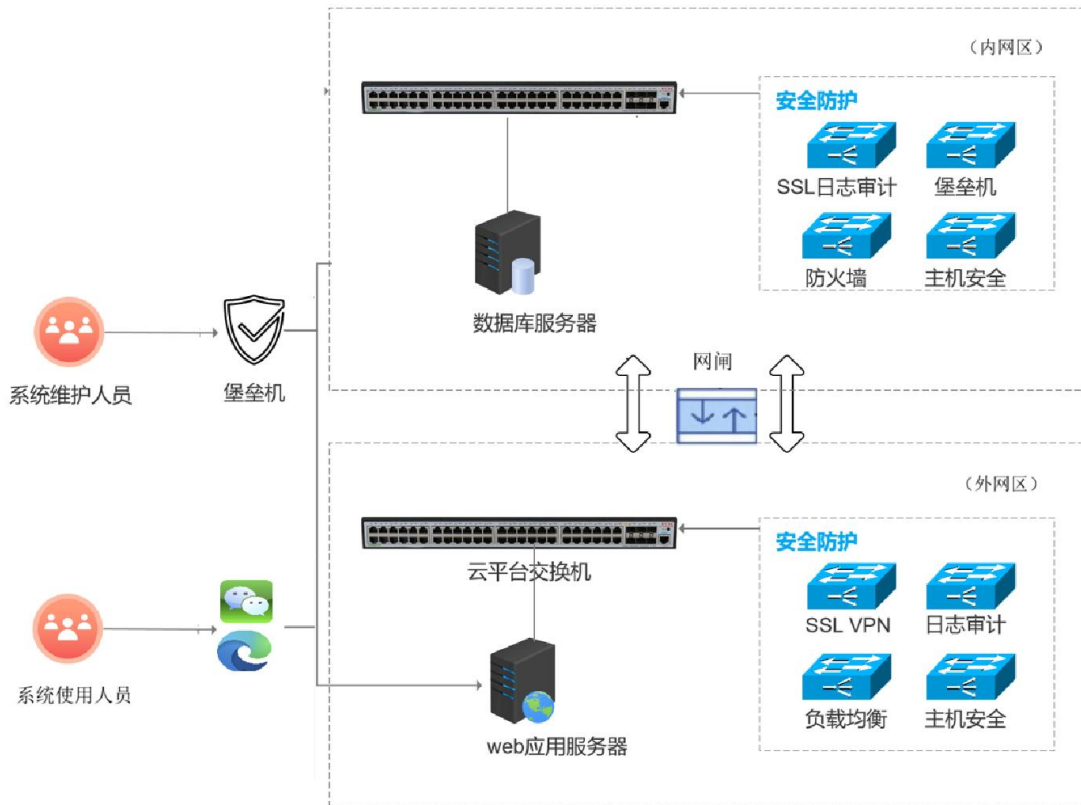 （内网区）
安全防护
SSL日志审计
堡垒机
防火墙
主机安全
数据库服务器
系统维护人员
堡垒机
网闸
（外网区）
云平台交换机
安全防护
SSL VPN
日志审计
负载均衡
主机安全
系统使用人员
web应用服务器